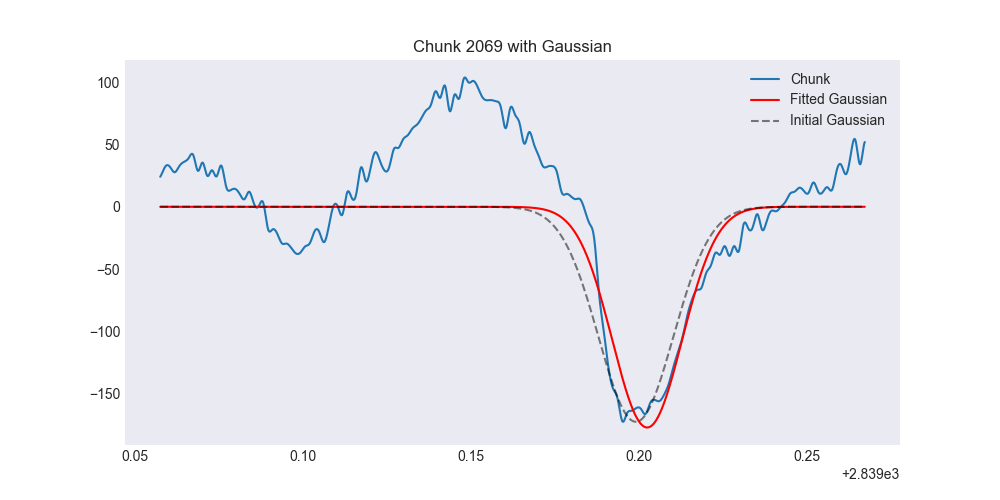 Chunk 2069 with Gaussian
Chunk
Fitted Gaussian
Initial Gaussian
100
50
0
−50
−100
−150
0.05 0.10 0.15 0.20 0.25
+2.839e3